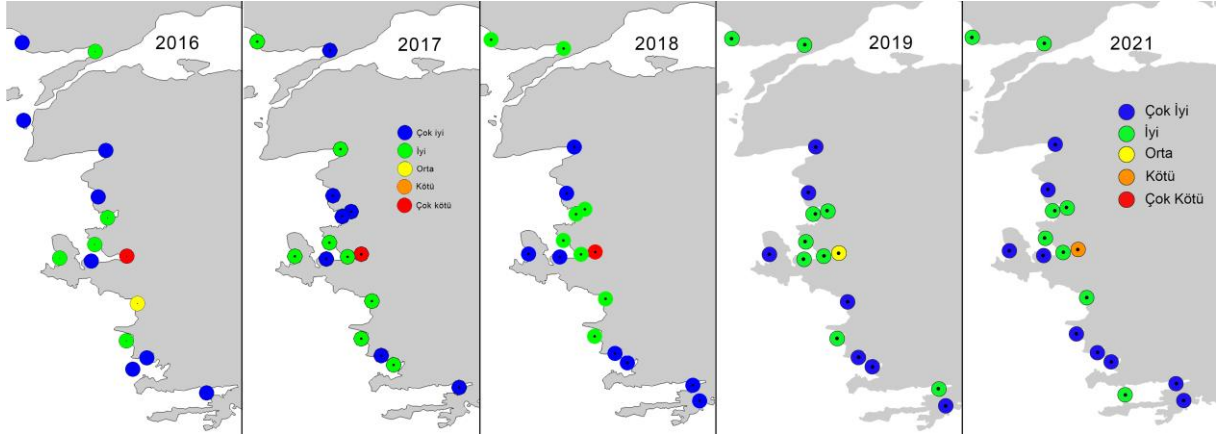 2016
2017
2018
2019
2021
Çok iyi
İyi
Orta
Kötü
Çok kötü
Çok İyi
İyi
Orta
Kötü
Çok Kötü